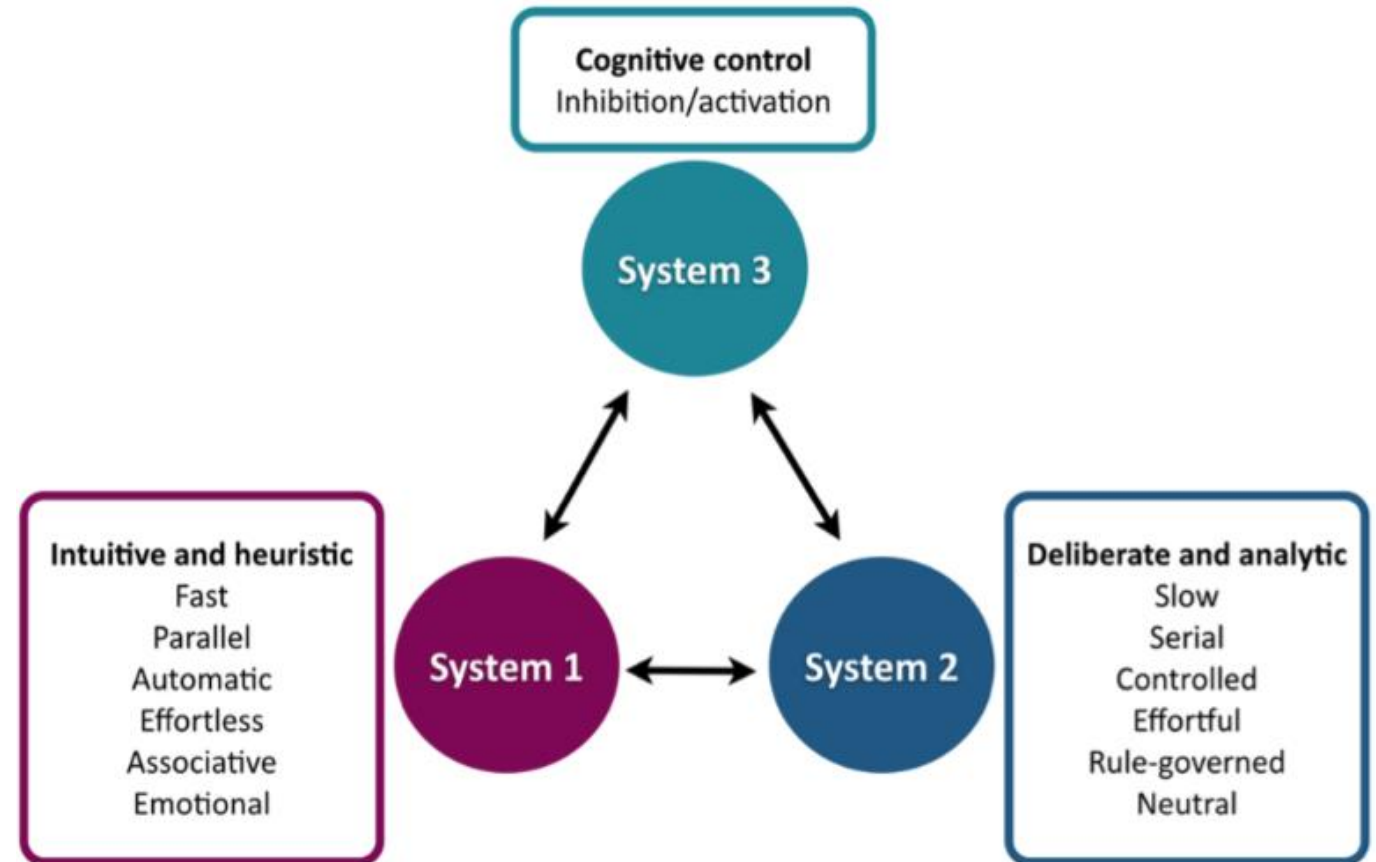 Cognitive control
Inhibition/activation
System 3
Intuitive and heuristic
Fast
Parallel
Automatic
Effortless
Associative
Emotional
System 1
System 2
Deliberate and analytic
Slow
Serial
Controlled
Effortful
Rule-governed
Neutral